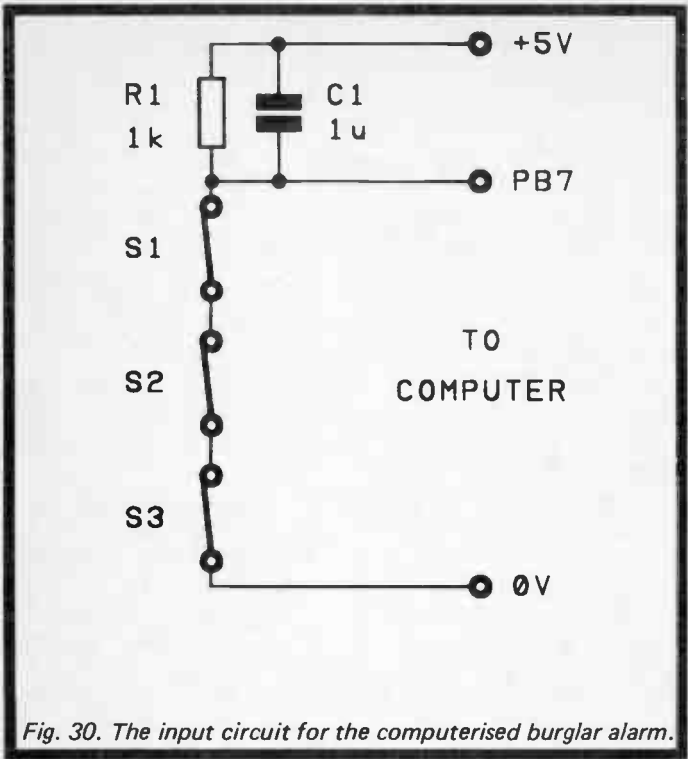 R1
1k
C1
1u
+5V
PB7
S1
S2
S3
TO
COMPUTER
0V
Fig. 30. The input circuit for the computerised burglar alarm.